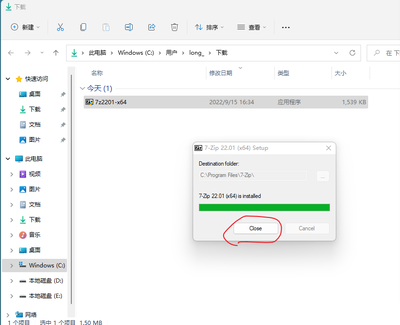 下载
新建
排序
查看
此电脑 > Windows (C:) > 用户 > long_ > 下载
在 下
名称
修改日期
类型
大小
快速访问
桌面
下载
文档
图片
此电脑
视频
图片
文档
下载
音乐
桌面
Windows (C:)
本地磁盘 (D:)
本地磁盘 (E:)
网络
今天 (1)
7z2201-x64
2022/9/15 16:34
应用程序
1,539 KB
7-Zip 22.01 (x64) Setup
Destination folder:
C:\Program Files\7-Zip\
...
7-Zip 22.01 (x64) is installed
Close
Cancel
1 个项目
选中 1 个项目 1.50 MB